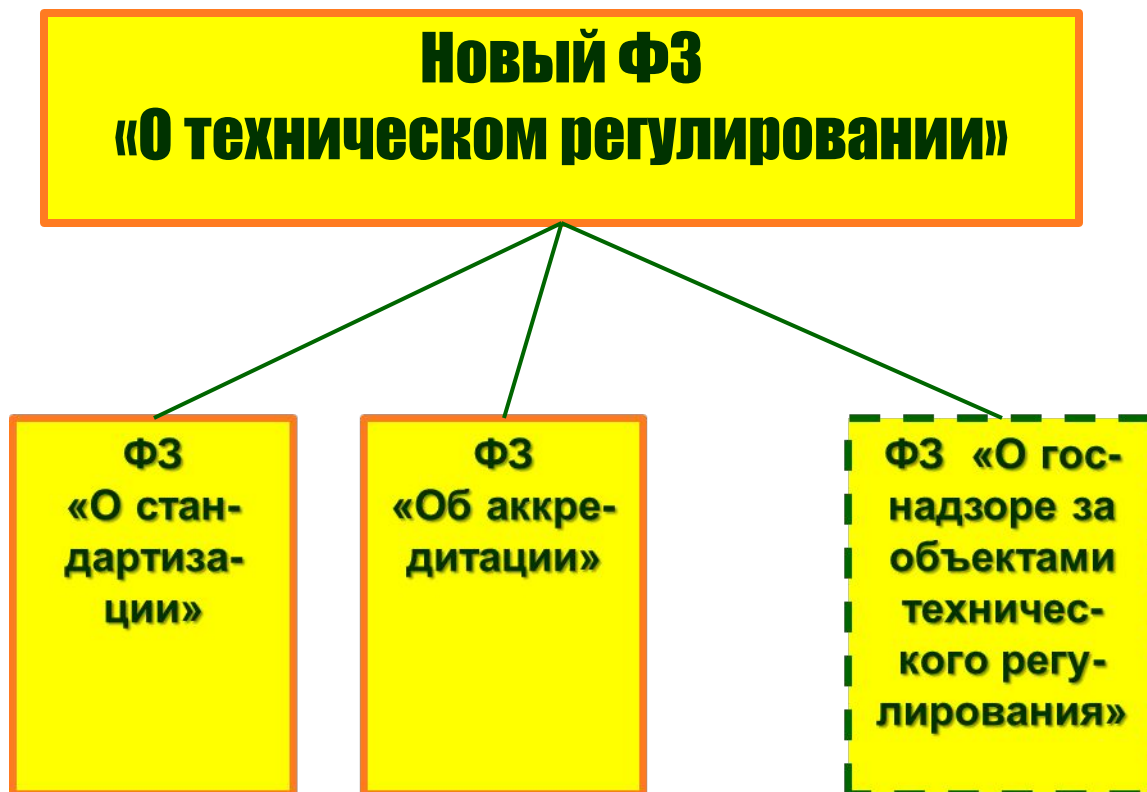 Новый ФЗ
«О техническом регулировании»
ФЗ
«О стан-
дартиза-
ции»
ФЗ
«Об аккре-
дитации»
ФЗ «О гос-
надзоре за
объектами
техничес-
кого регу-
лирования»